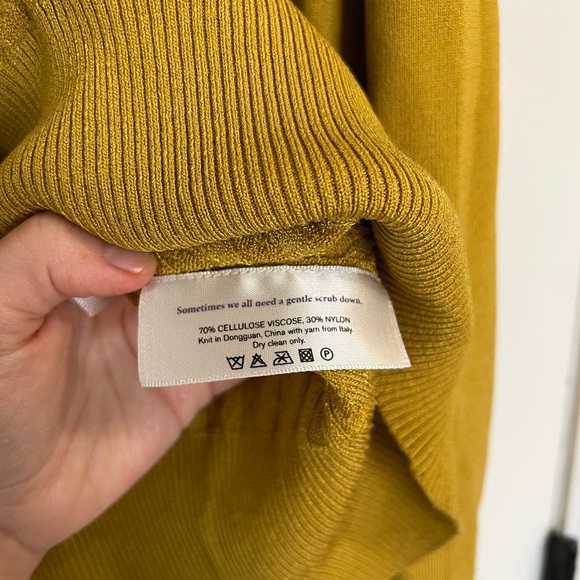 Sometimes we all need a gentle scrub down.
70% CELLULOSE VISCOSE, 30% NYLON
Knit in Dongguan, China with yarn from Italy.
Dry clean only.
P